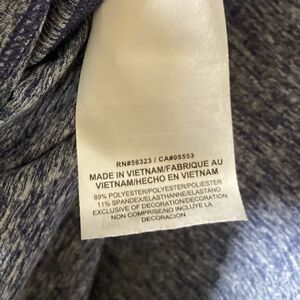 RN#56323 / CA#05553
MADE IN VIETNAM/FABRIQUE AU
VIETNAM/HECHO EN VIETNAM
89% POLYESTER/POLYESTER/POLIESTER
11% SPANDEX/ELASTHANNE/ELASTANO
EXCLUSIVE OF DECORATION/DECORATION
NON COMPRISE/NO INCLUYE LA
DECORACION